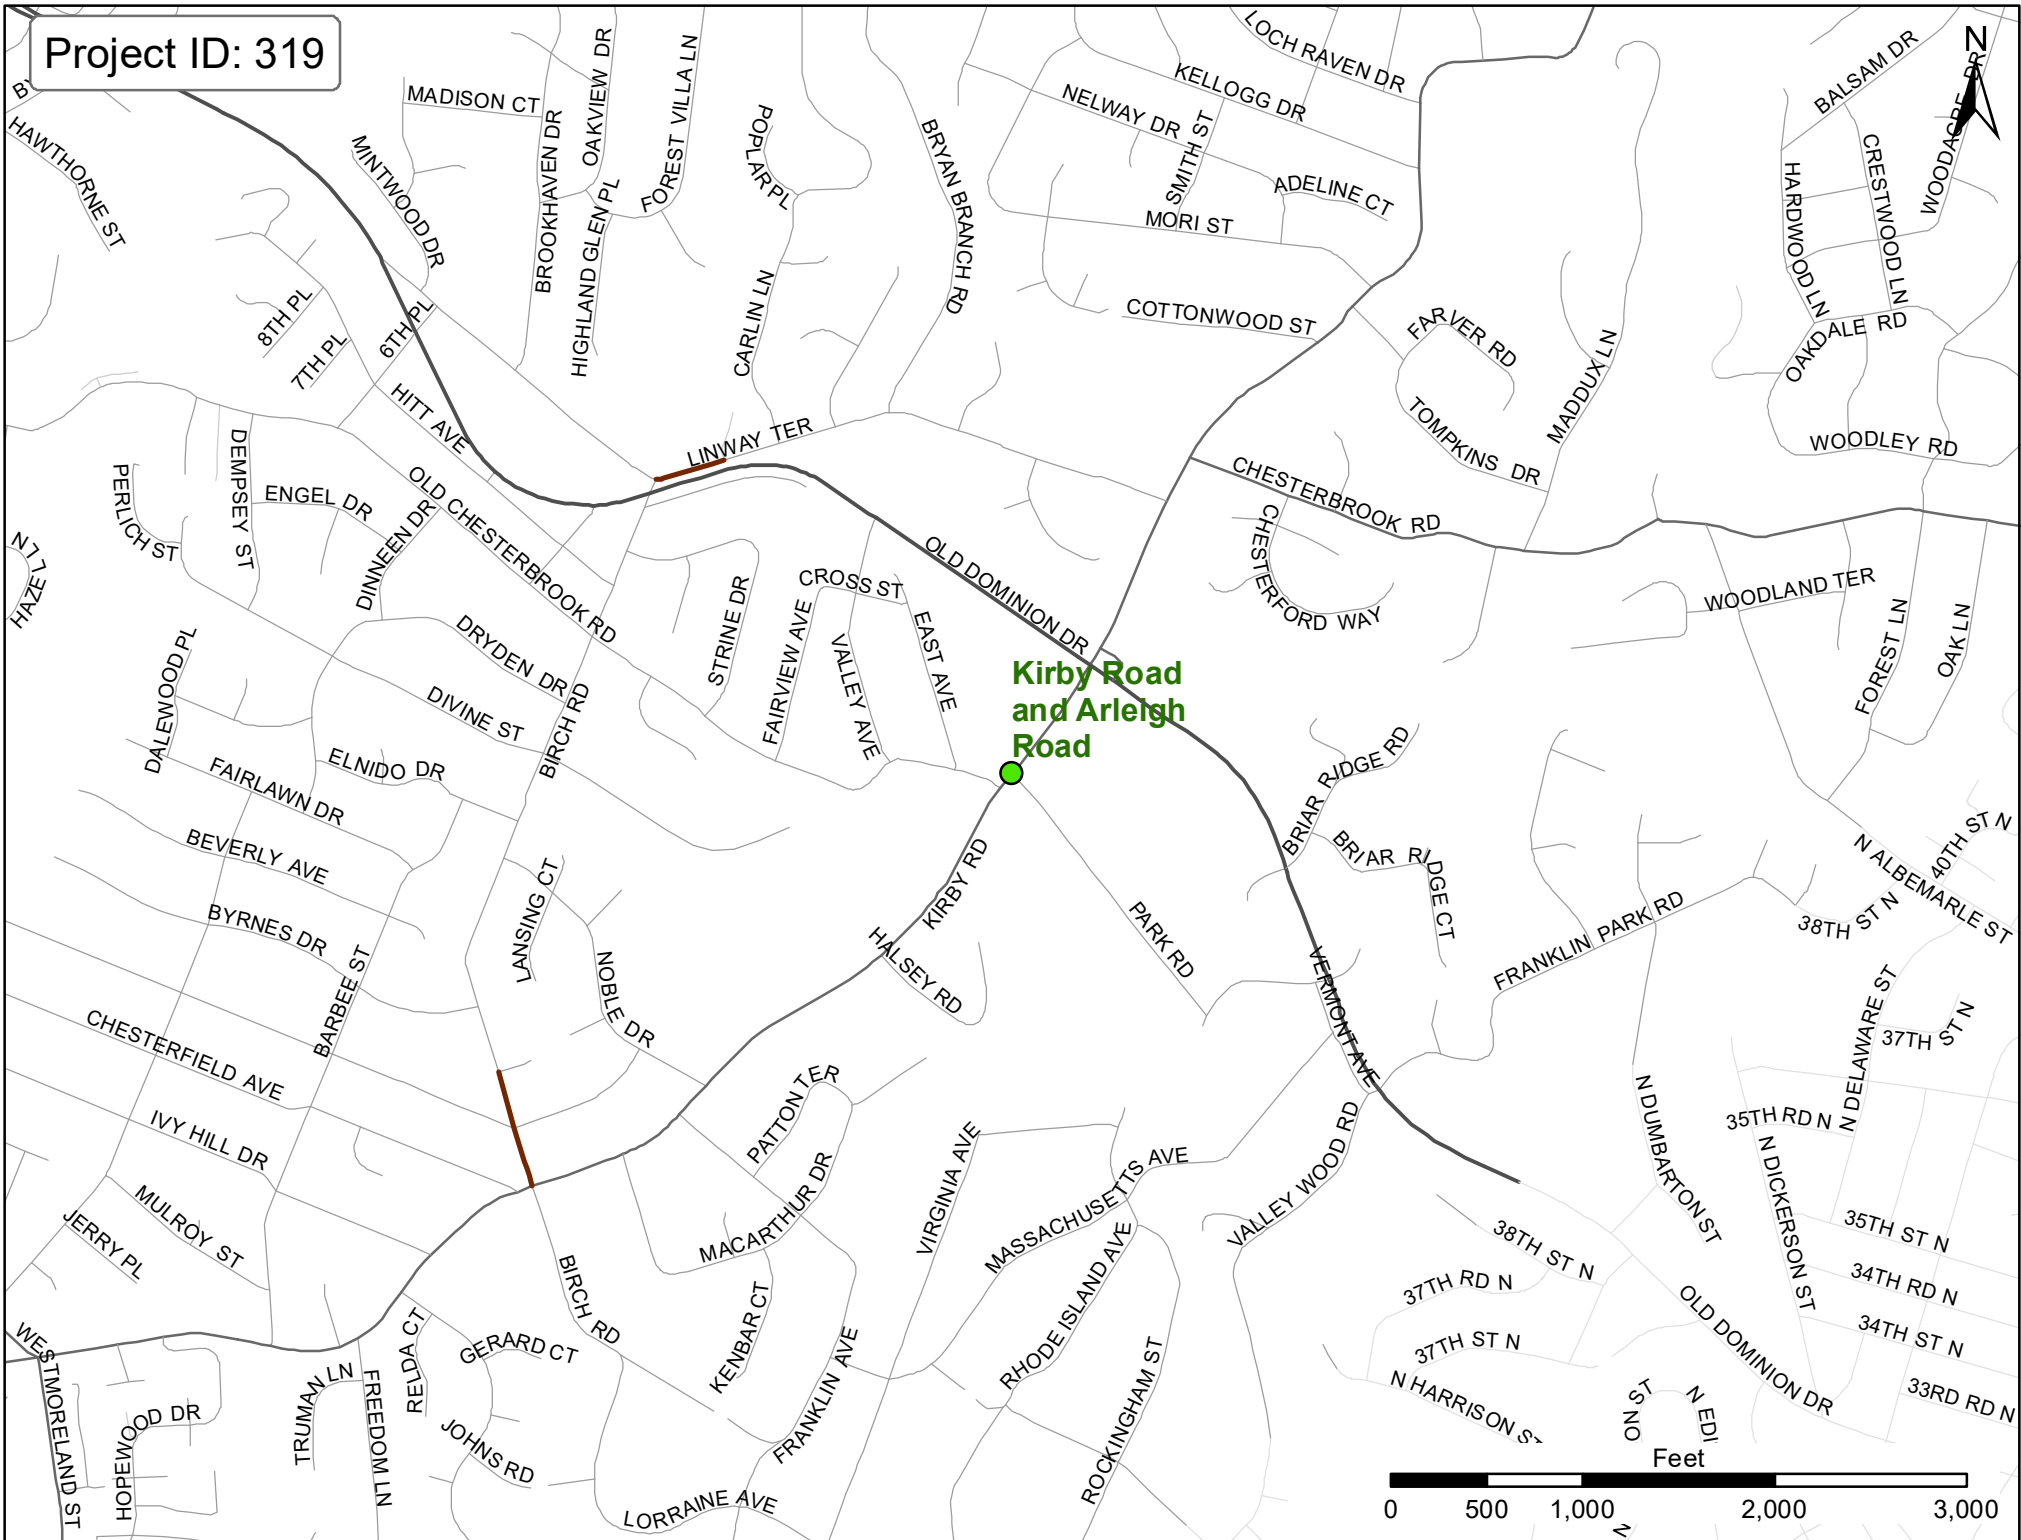 Project ID: 319
N
LOCH RAVEN DR
BALSAM DR
OAKVIEW DR
FOREST VILLA LN
KELLOGG DR
WOODACRE DR
MADISON CT
NELWAY DR
SMITH ST
HAWTHORNE ST
MINTWOOD DR
BROOKHAVEN DR
POPLAR PL
BRYAN BRANCH RD
ADELINE CT
HARDWOOD LN
CRESTWOOD LN
HIGHLAND GLEN PL
MORI ST
8TH PL
7TH PL
6TH PL
CARLIN LN
COTTONWOOD ST
FARVER RD
MADDUX LN
OAKDALE RD
HITT AVE
LINWAY TER
TOMPKINS DR
WOODLEY RD
PERLICH ST
DEMPSEY ST
ENGEL DR
DINNEEN DR
OLD CHESTERBROOK RD
CHESTERBROOK RD
CHESTERFORD WAY
HAZEL LN
CROSS ST
OLD DOMINION DR
WOODLAND TER
DRYDEN DR
STRINE DR
FAIRVIEW AVE
VALLEY AVE
EAST AVE
FOREST LN
OAK LN
DALEWOOD PL
DIVINE ST
BIRCH RD
Kirby Road
and Arleigh
Road
ELNIDO DR
FAIRLAWN DR
BRIAR RIDGE RD
BEVERLY AVE
BRIAR RIDGE CT
N ALBEMARLE ST
40TH ST N
LANSING CT
KIRBY RD
BYRNES DR
HALSEY RD
PARK RD
FRANKLIN PARK RD
38TH ST N
BARBEE ST
NOBLE DR
VERMONT AVE
N DELAWARE ST
37TH ST N
CHESTERFIELD AVE
PATTON TER
IVY HILL DR
35TH RD N
N DUMBARTON ST
N DICKERSON ST
MULROY ST
JERRY PL
MACARTHUR DR
VIRGINIA AVE
MASSACHUSETTS AVE
VALLEY WOOD RD
RHODE ISLAND AVE
38TH ST N
35TH ST N
34TH RD N
37TH RD N
BIRCH RD
KENBAR CT
OLD DOMINION DR
34TH ST N
WESTMORELAND ST
RELDA CT
GERARD CT
37TH ST N
FRANKLIN AVE
ROCKINGHAM ST
N HARRISON ST
33RD RD N
TRUMAN LN
FREEDOM LN
HOPEWOOD DR
JOHNS RD
LORRAINE AVE
ON ST
N EDI
Feet
0 500 1,000 2,000 3,000
N